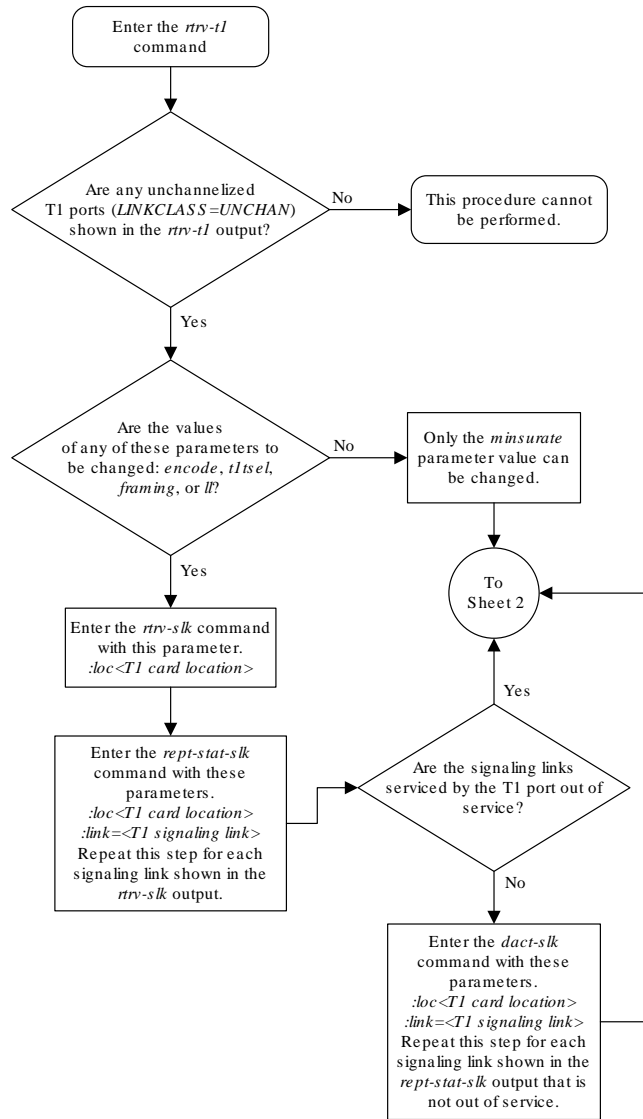 Enter the rtrv-t1
command
Are any unchannelized
T1 ports (LINKCLASS=UNCHAN)
shown in the rtrv-t1 output?
No
This procedure cannot
be performed.
Yes
Are the values
of any of these parameters to
be changed: encode, t1tsel,
framing, or ll?
No
Only the minsurate
parameter value can
be changed.
Yes
To
Sheet 2
Enter the rtrv-slk command
with this parameter.
:loc<T1 card location>
Yes
Enter the rept-stat-slk
command with these
parameters.
:loc<T1 card location>
:link=<T1 signaling link>
Repeat this step for each
signaling link shown in the
rtrv-slk output.
Are the signaling links
serviced by the T1 port out of
service?
No
Enter the dact-slk
command with these
parameters.
:loc<T1 card location>
:link=<T1 signaling link>
Repeat this step for each
signaling link shown in the
rept-stat-slk output that is
not out of service.